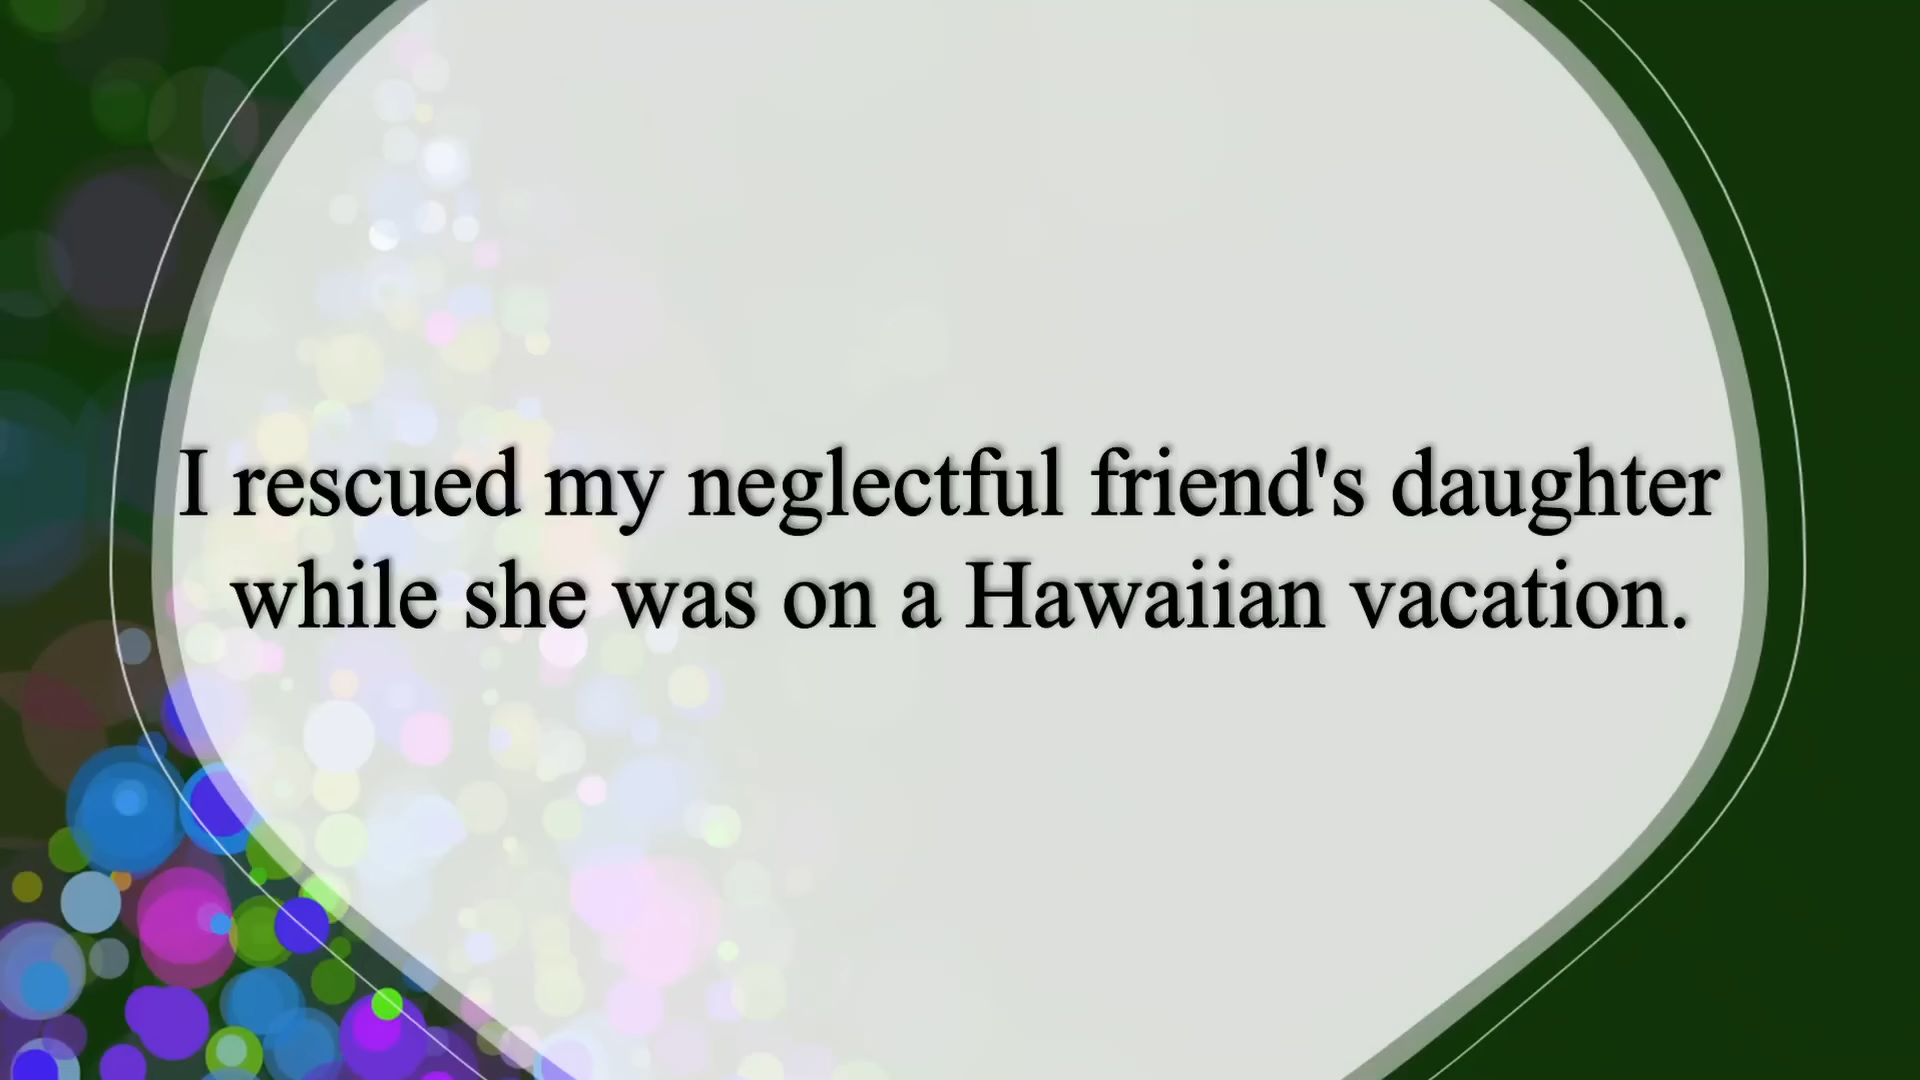 I rescued my neglectful friend's daughter
while she was on a Hawaiian vacation.